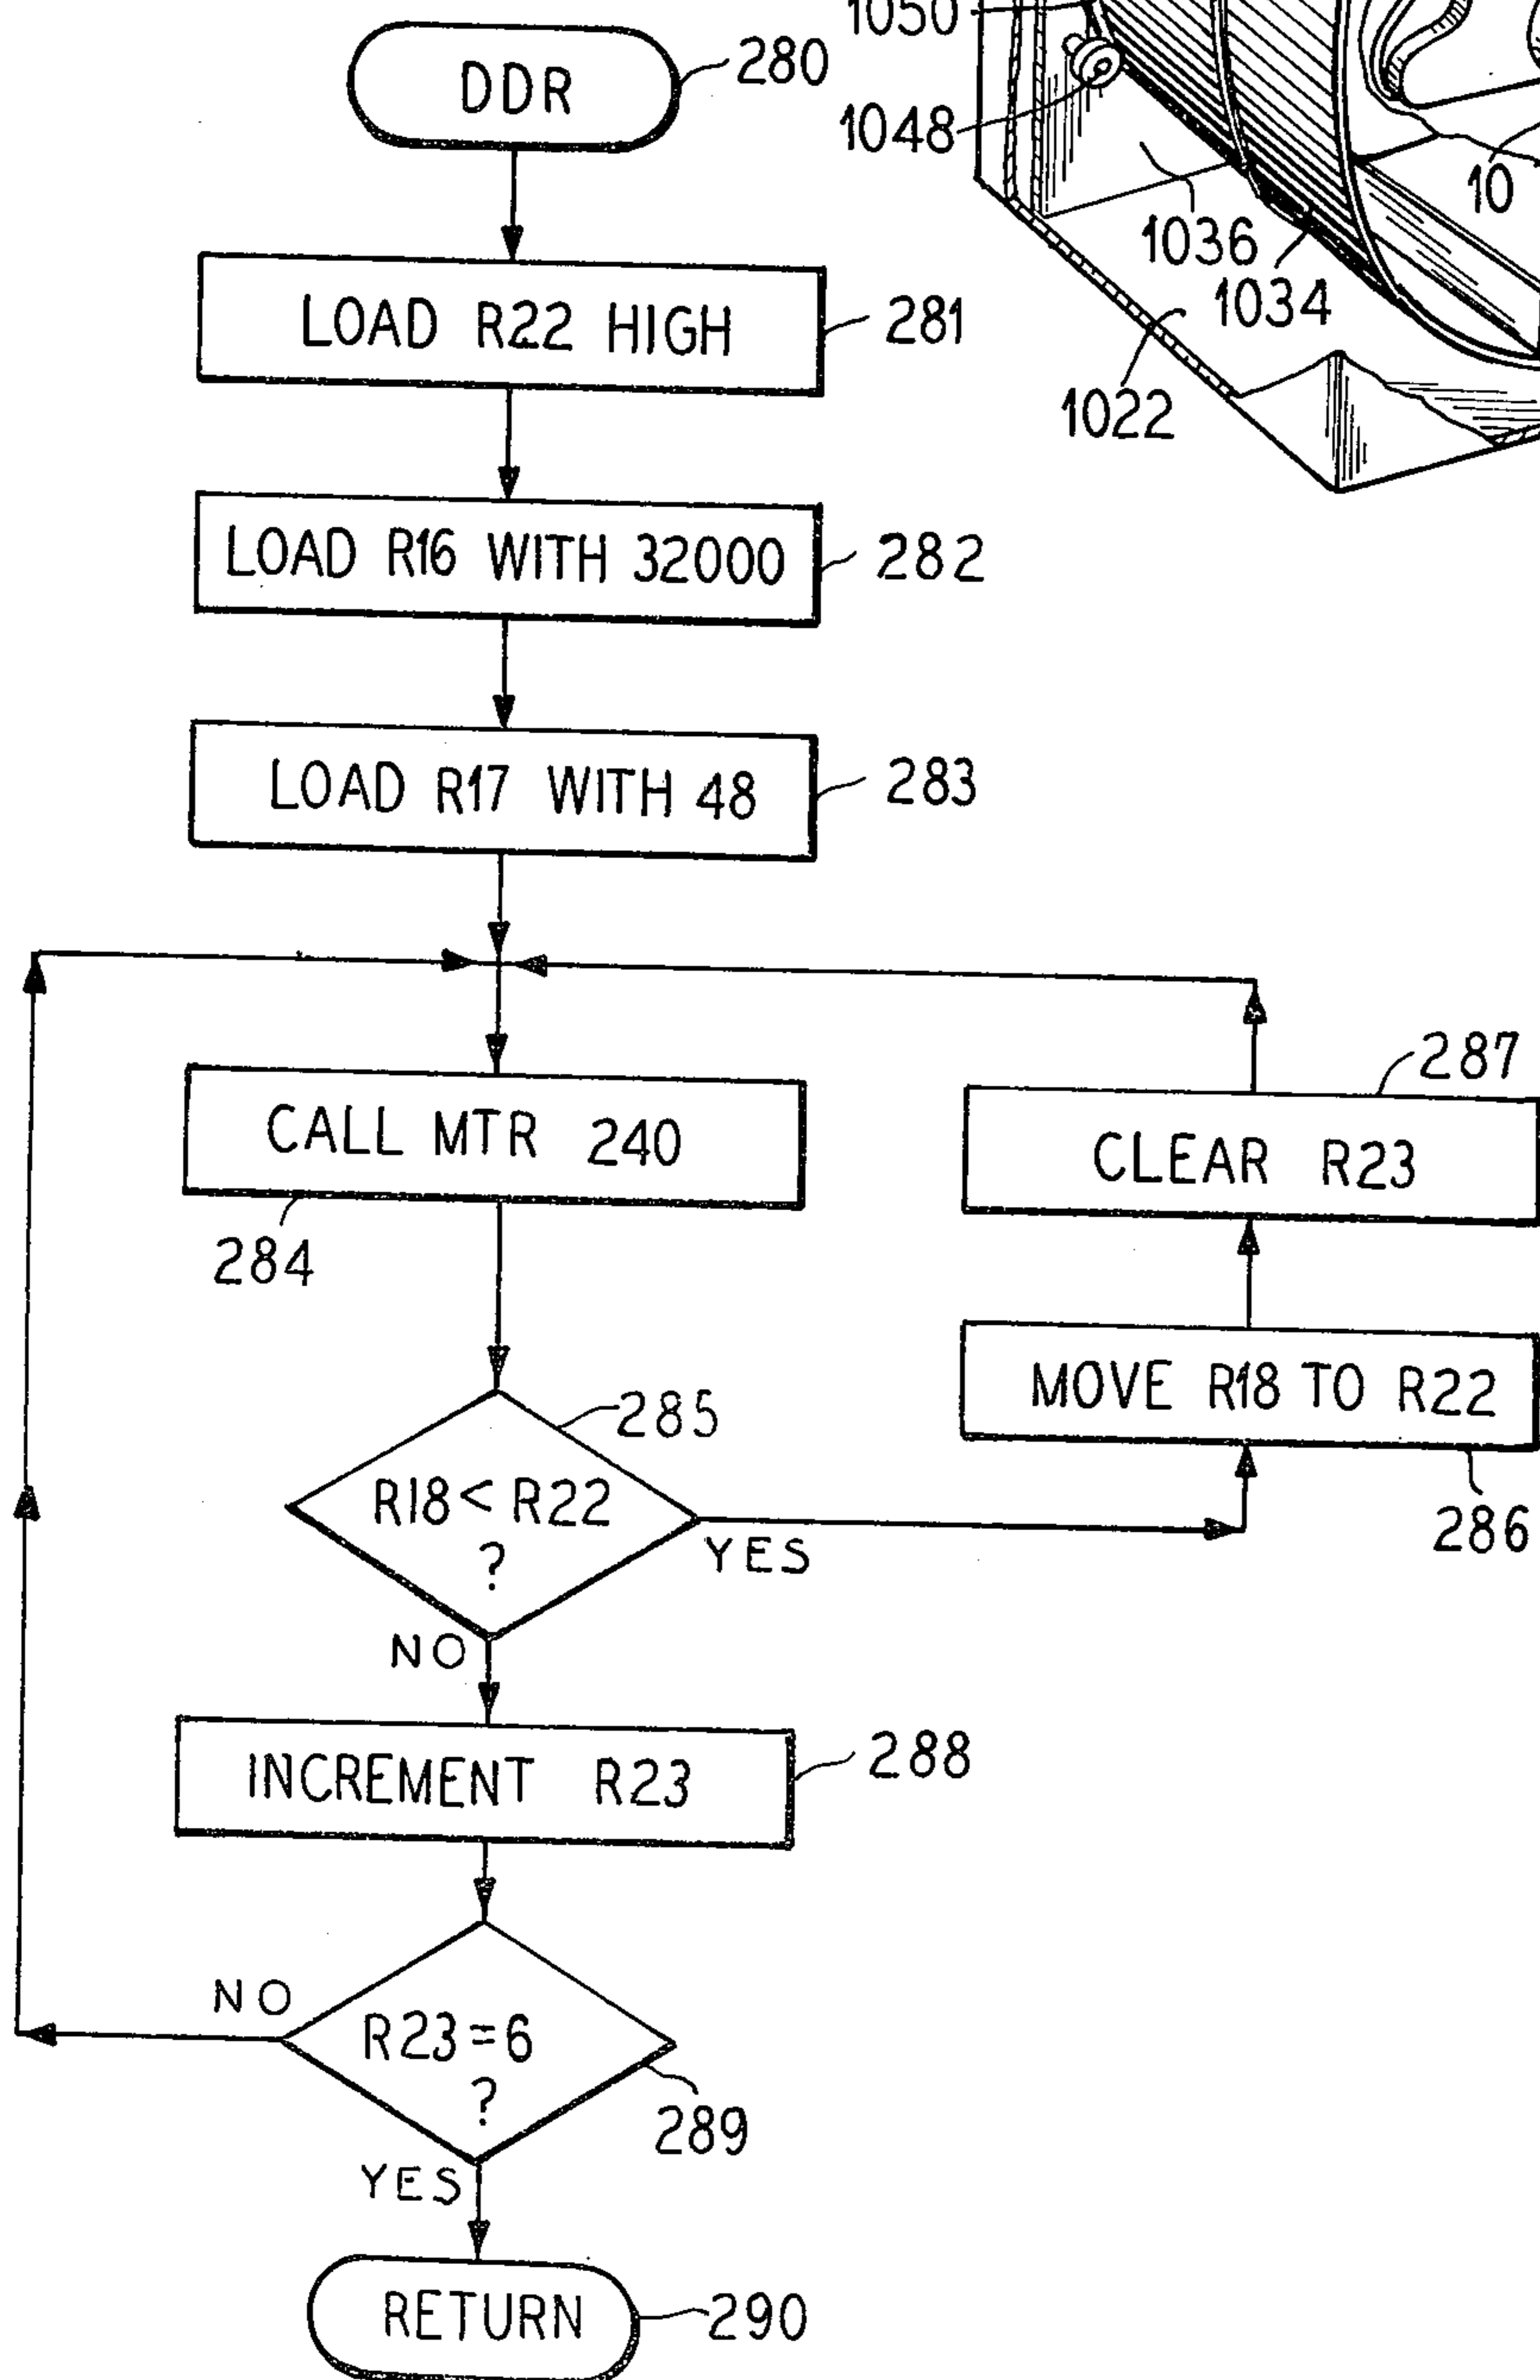 DDR
280
LOAD R22 HIGH
281
LOAD R16 WITH 32000
282
LOAD R17 WITH 48
283
CALL MTR 240
284
R18 < R22
?
285
YES
NO
MOVE R18 TO R22
286
CLEAR R23
287
INCREMENT R23
288
R23 = 6
?
289
NO
YES
RETURN
290
1050
1048
1036
1034
1022
10